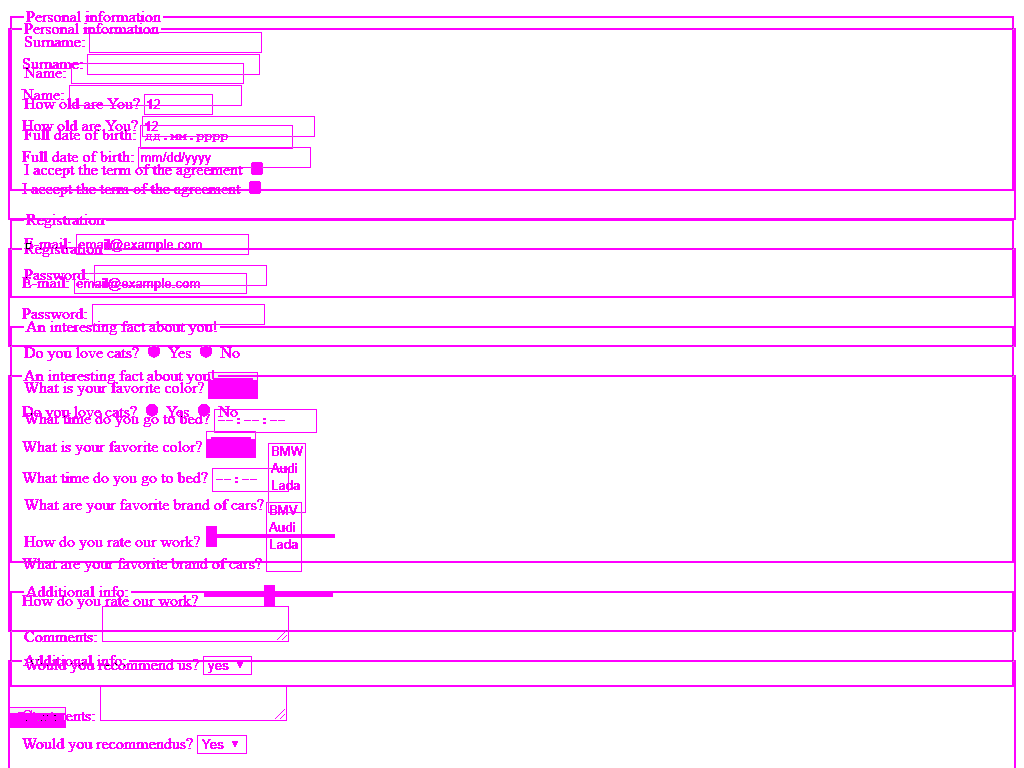 Personal information
Personal information
Surname:
Surname:
Name:
Name:
How old are You? 12
How old are You? 12
Full date of birth:
Full date of birth: mm/dd/yyyy
I accept the term of the agreement
I accept the term of the agreement
Registration
E-mail: email@example.com
Registration
Password:
E-mail: email@example.com
Password:
An interesting fact about you!
Do you love cats? Yes No
An interesting fact about you!
What is your favorite color?
Do you love cats? Yes No
What time do you go to bed? --:--:--
What is your favorite color?
BMW
Audi
What time do you go to bed? --:--
Lada
What are your favorite brand of cars?
BMV
Audi
How do you rate our work?
Lada
What are your favorite brand of cars?
Additional info:
How do you rate our work?
Comments:
Additional info:
Would you recommend us? yes ▼
Comments:
Would you recommendus? Yes ▼